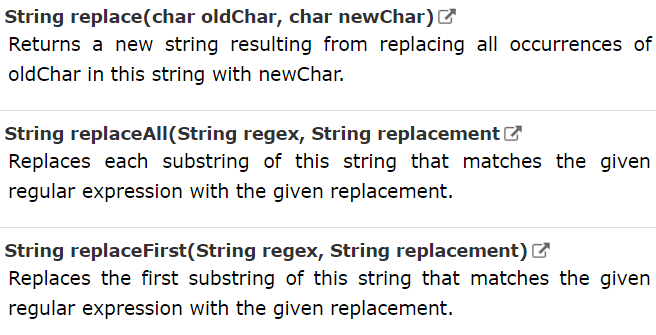 String replace(char oldChar, char newChar)
Returns a new string resulting from replacing all occurrences of
oldChar in this string with newChar.
String replaceAll(String regex, String replacement
Replaces each substring of this string that matches the given
regular expression with the given replacement.
String replaceFirst(String regex, String replacement)
Replaces the first substring of this string that matches the given
regular expression with the given replacement.